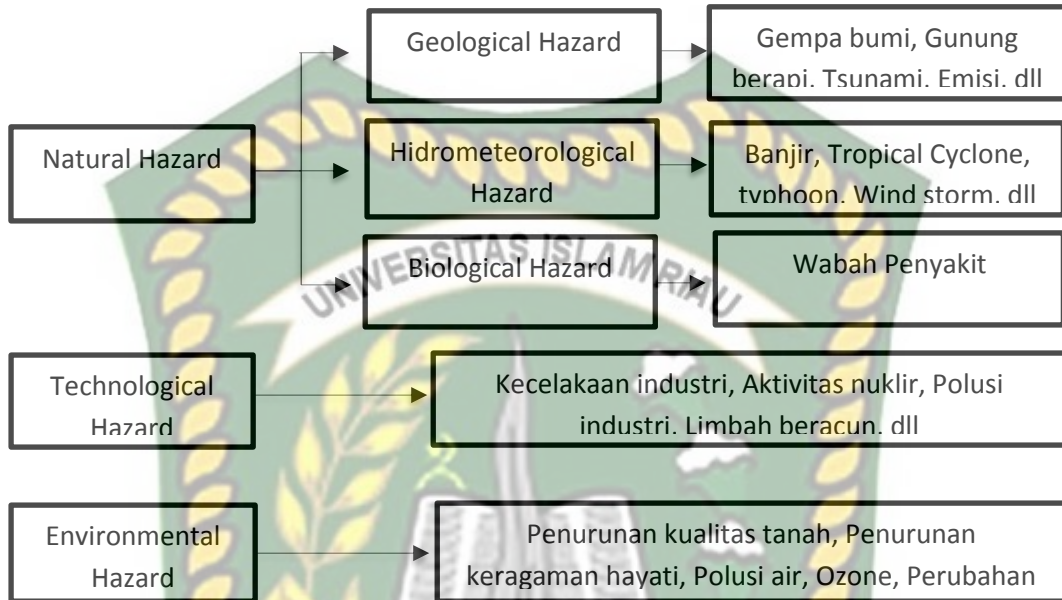 Geological Hazard
Gempa bumi, Gunung
berapi, Tsunami, Emisi, dll
Natural Hazard
Hidrometeorological
Hazard
Banjir, Tropical Cyclone,
typhoon, Wind storm, dll
UNIVERSITAS ISLAM RIAU
Biological Hazard
Wabah Penyakit
Technological
Hazard
Kecelakaan industri, Aktivitas nuklir, Polusi
industri, Limbah beracun, dll
Environmental
Hazard
Penurunan kualitas tanah, Penurunan
keragaman hayati, Polusi air, Ozone, Perubahan